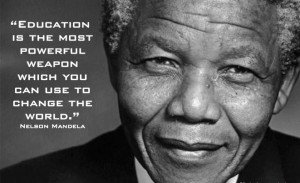 “Education
is the most
powerful
weapon
which you
can use to
change the
world.”
Nelson Mandela